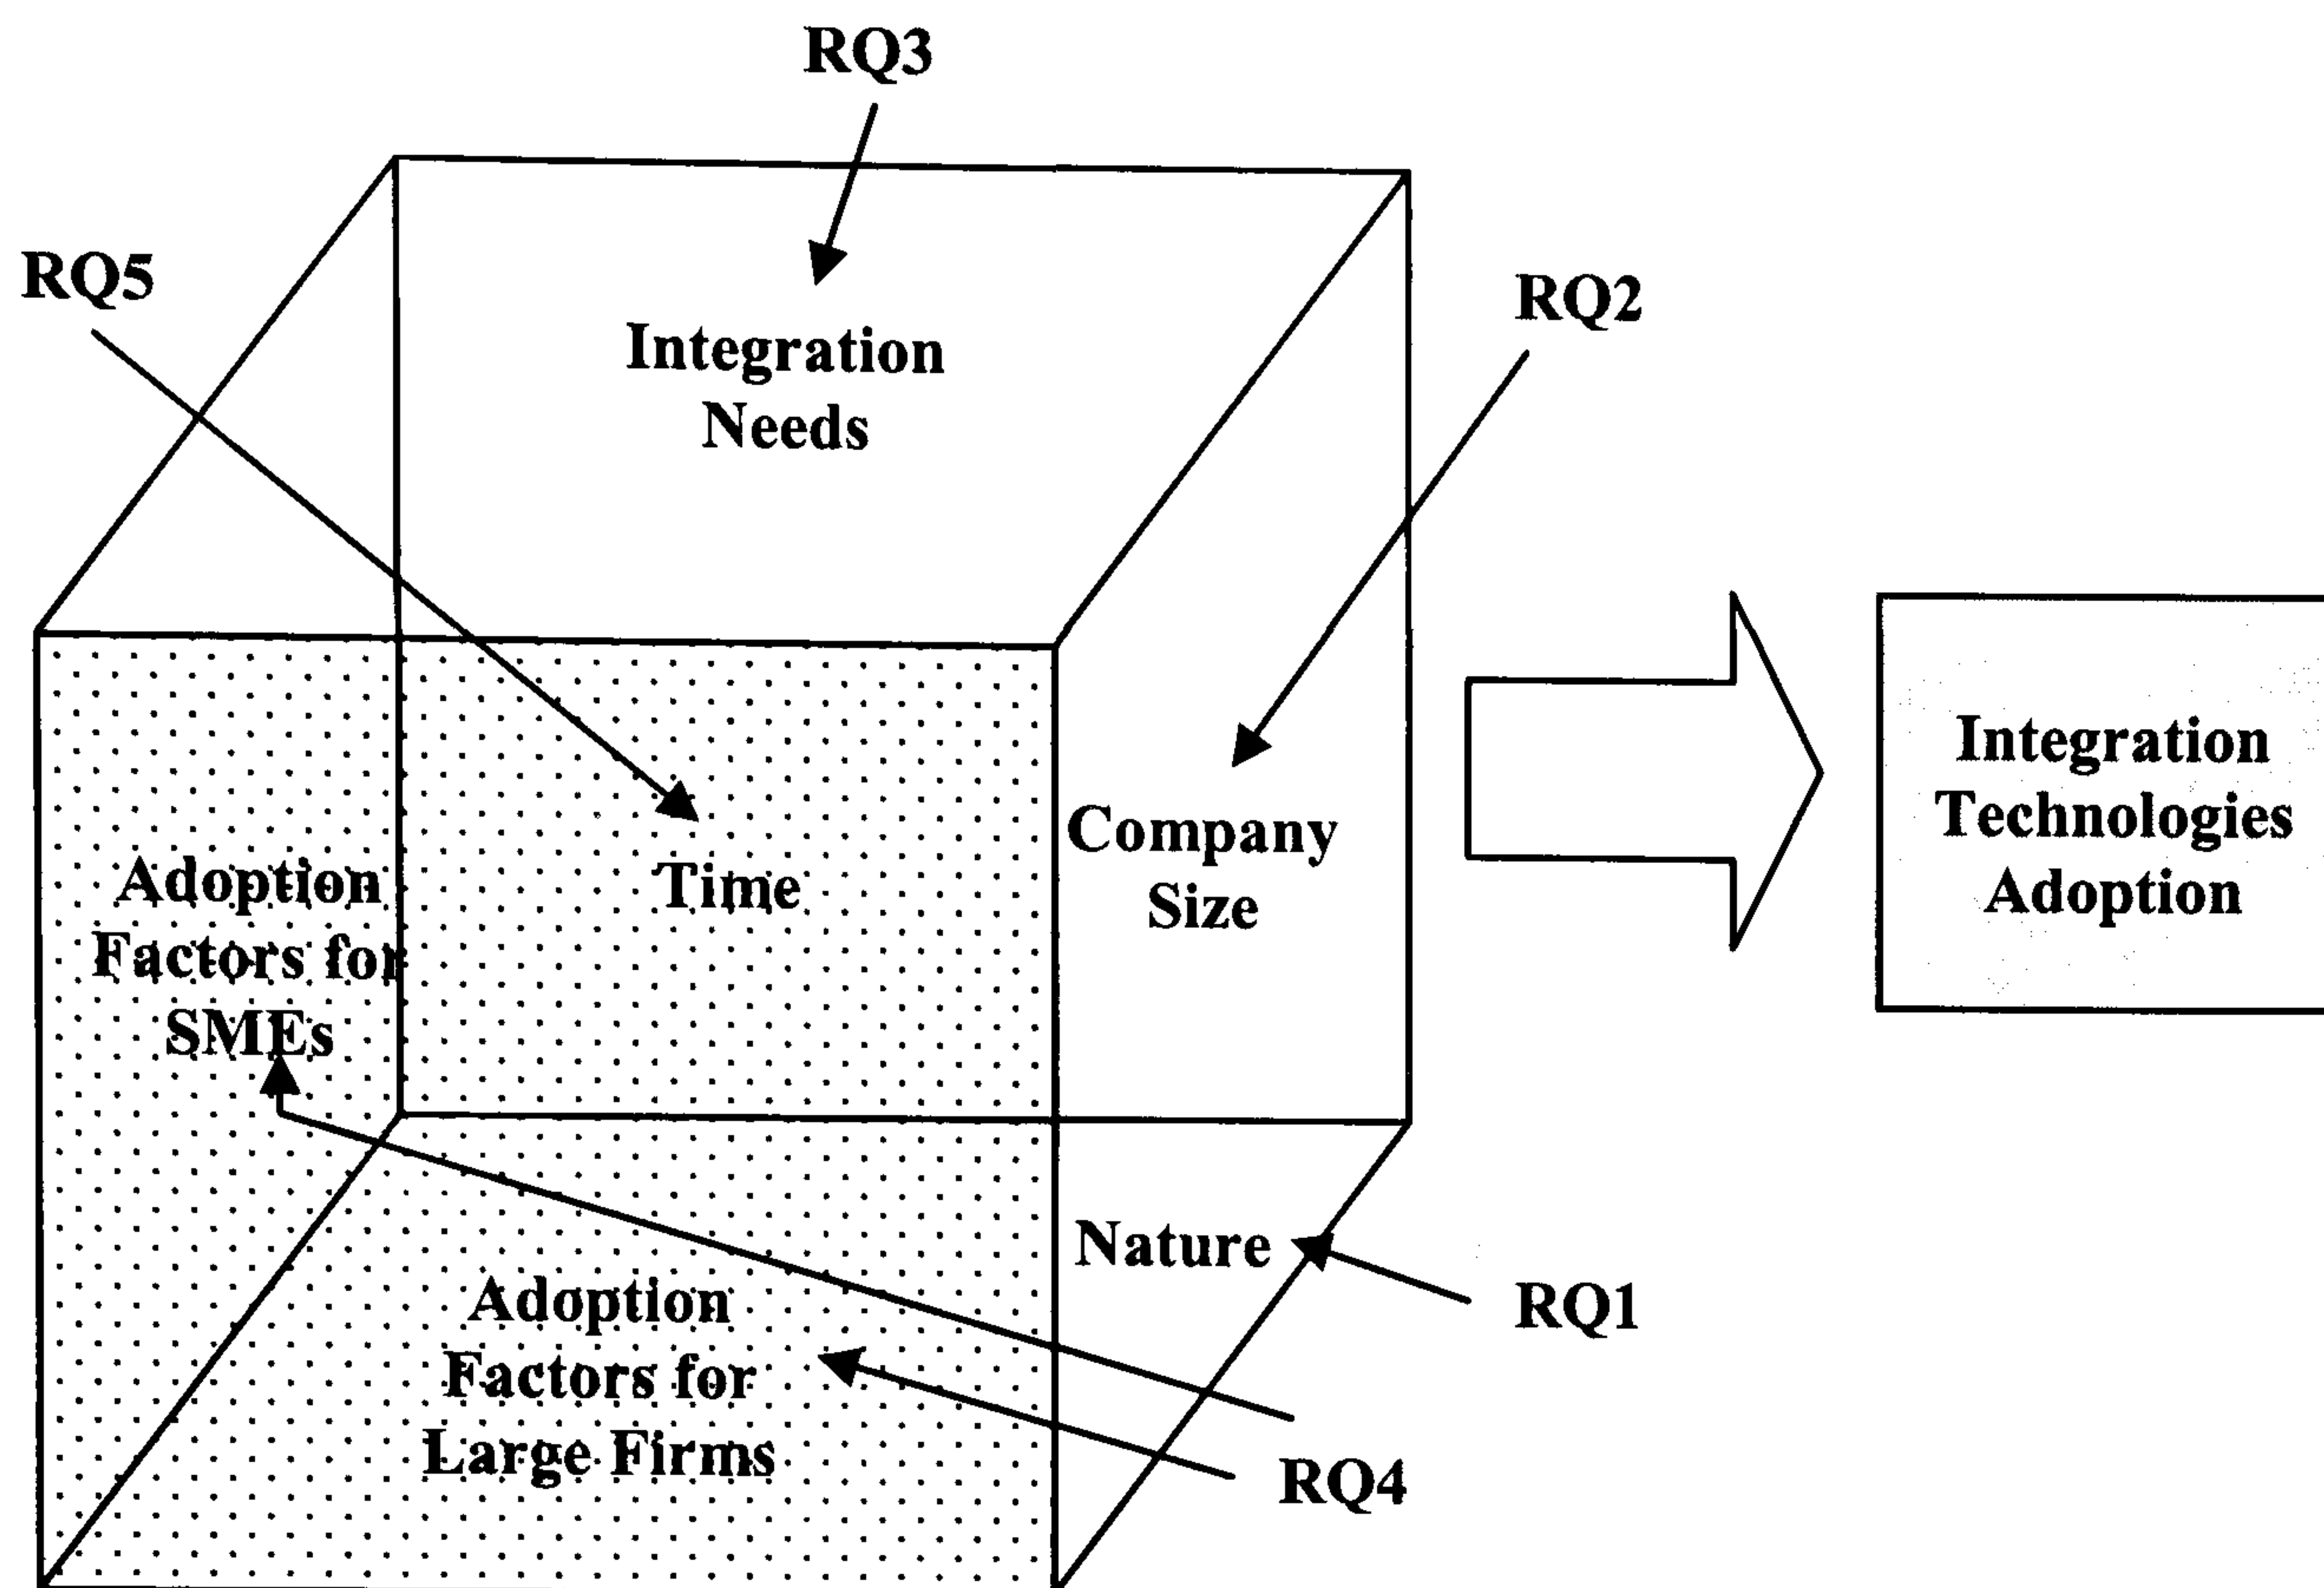 RQ3
RQ5
RQ2
Integration
Needs
Company
Size
Time
Adoption
Factors for
SMEs
Integration
Technologies
Adoption
Nature
RQ1
Adoption
Factors for
Large Firms
RQ4